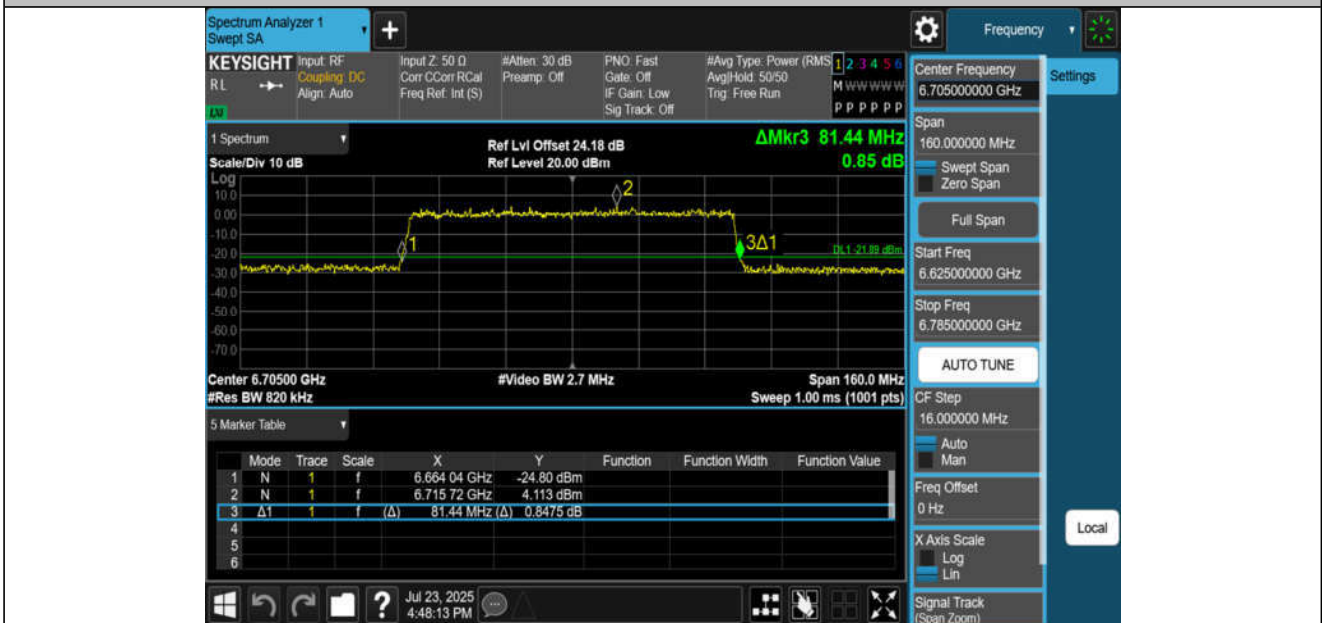 Spectrum Analyzer 1
Swept SA
+
Frequency
KEYSIGHT
RL
Input: RF
Coupling: DC
Align: Auto
Input Z: 50 Ω
Corr CCorr RCal
Freq Ref: Int (S)
#Atten: 30 dB
Preamp: Off
PNO: Fast
Gate: Off
IF Gain: Low
Sig Track: Off
#Avg Type: Power (RMS
Avg|Hold: 50/50
Trig: Free Run
1 2 3 4 5 6
M W W W W W
P P P P P P
1 Spectrum
Scale/Div 10 dB
Ref Lvl Offset 24.18 dB
Ref Level 20.00 dBm
ΔMkr3 81.44 MHz
0.85 dB
Log
10.0
0.00
-10.0
-20.0
-30.0
-40.0
-50.0
-60.0
-70.0
1
2
3Δ1
DL1 -21.89 dBm
Center 6.70500 GHz
#Video BW 2.7 MHz
Span 160.0 MHz
#Res BW 820 kHz
Sweep 1.00 ms (1001 pts)
5 Marker Table
Mode Trace Scale X Y Function Function Width Function Value
1 N 1 f 6.664 04 GHz -24.80 dBm
2 N 1 f 6.715 72 GHz 4.113 dBm
3 Δ1 1 f (Δ) 81.44 MHz (Δ) 0.8475 dB
4
5
6
?
Jul 23, 2025
4:48:13 PM
Center Frequency
6.705000000 GHz
Settings
Span
160.000000 MHz
Swept Span
Zero Span
Full Span
Start Freq
6.625000000 GHz
Stop Freq
6.785000000 GHz
AUTO TUNE
CF Step
16.000000 MHz
Auto
Man
Freq Offset
0 Hz
X Axis Scale
Log
Lin
Local
Signal Track
(Span Zoom)